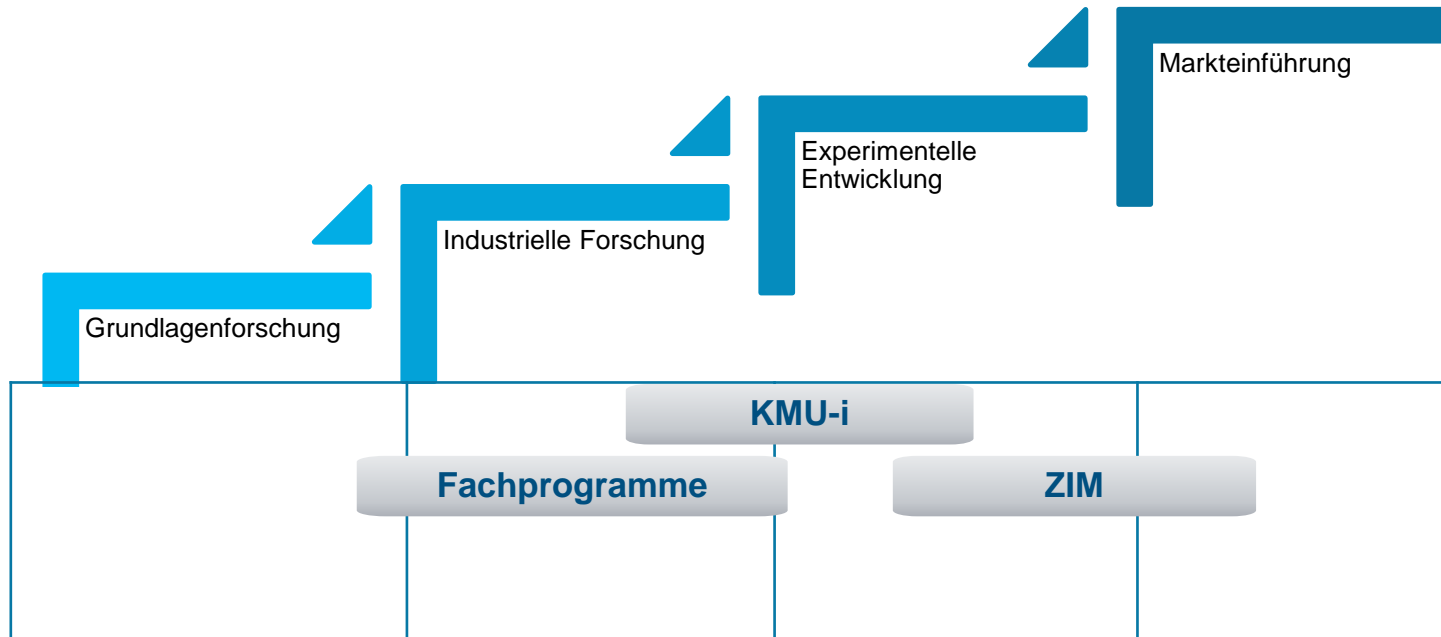 Markteinführung
Experimentelle
Entwicklung
Industrielle Forschung
Grundlagenforschung
KMU-i
Fachprogramme
ZIM